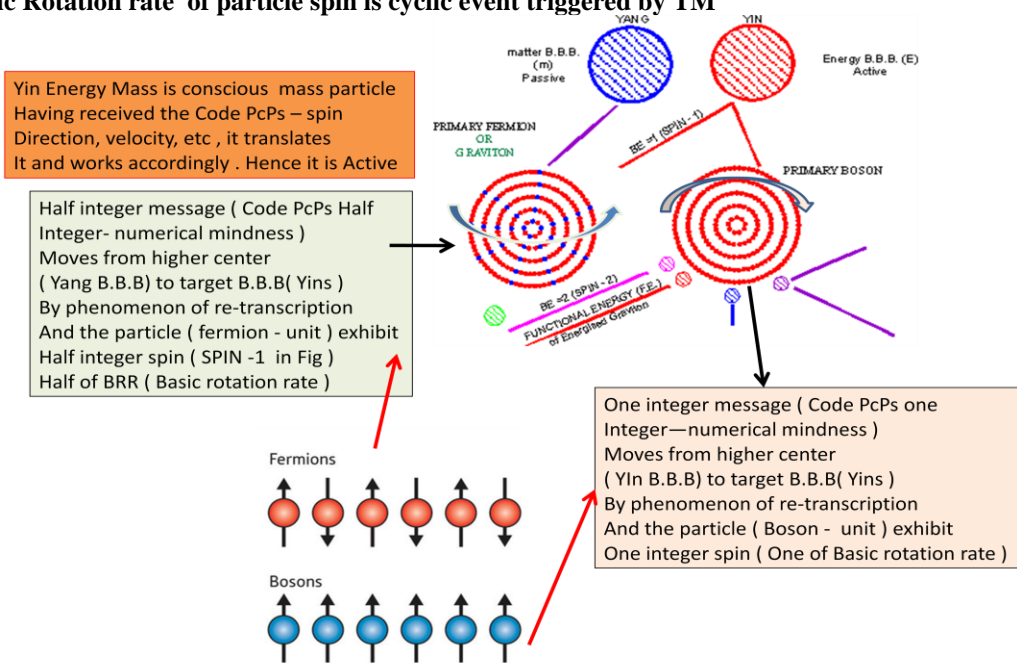 ic Rotation rate of particle spin is cyclic event triggered by TM
YANG
YIN
matter B.B.B.
(m)
Passive
Energy B.B.B. (E)
Active
Yin Energy Mass is conscious mass particle
Having received the Code PcPs – spin
Direction, velocity, etc , it translates
It and works accordingly . Hence it is Active
PRIMARY FERMION
OR
GRAVITON
BE =1 (SPIN - 1)
PRIMARY BOSON
Half integer message ( Code PcPs Half
Integer- numerical mindness )
Moves from higher center
( Yang B.B.B) to target B.B.B( Yins )
By phenomenon of re-transcription
And the particle ( fermion - unit ) exhibit
Half integer spin ( SPIN -1 in Fig )
Half of BRR ( Basic rotation rate )
BE =2 (SPIN - 2)
FUNCTIONAL ENERGY (F.E.)
of Energised Gravition
One integer message ( Code PcPs one
Integer—numerical mindness )
Moves from higher center
( YIn B.B.B) to target B.B.B( Yins )
By phenomenon of re-transcription
And the particle ( Boson - unit ) exhibit
One integer spin ( One of Basic rotation rate )
Fermions
Bosons